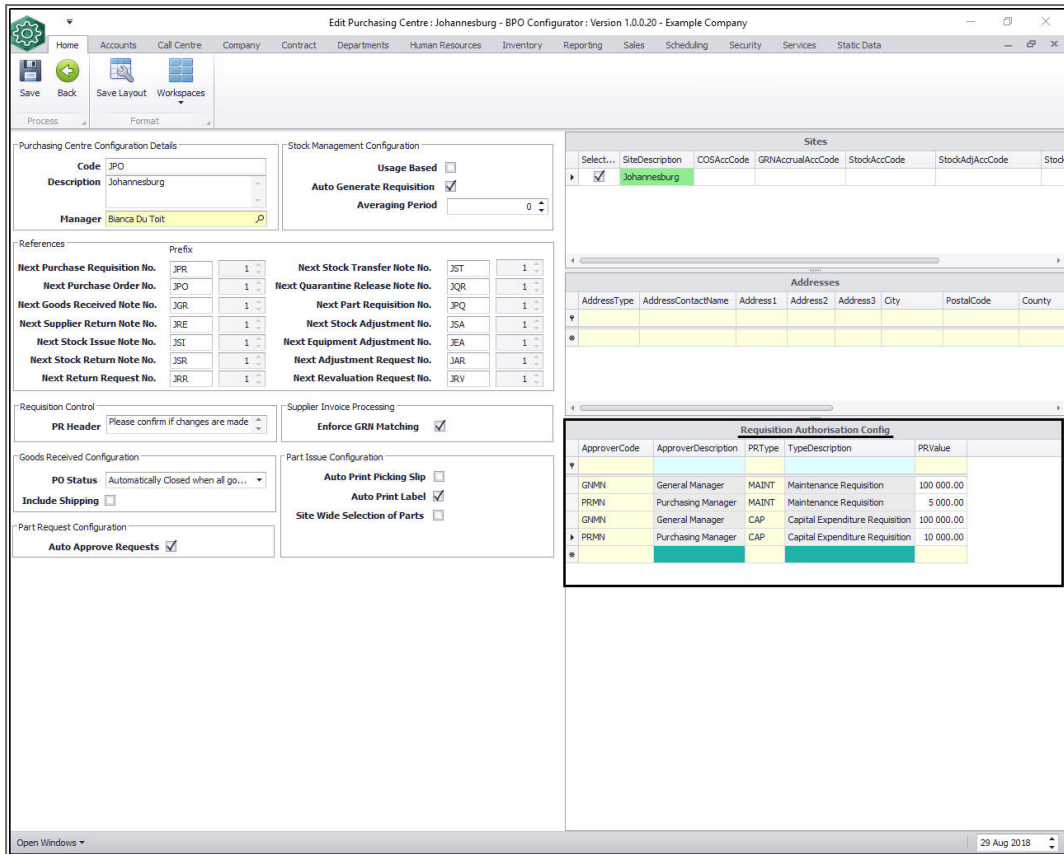 Edit Purchasing Centre : Johannesburg - BPO Configurator : Version 1.0.0.20 - Example Company
Home Accounts Call Centre Company Contract Departments Human Resources Inventory Reporting Sales Scheduling Security Services Static Data
Save Back Save Layout Workspaces
Process Format
Purchasing Centre Configuration Details
Code JPO
Description Johannesburg
Manager Bianca Du Toit
Stock Management Configuration
Usage Based
Auto Generate Requisition
Averaging Period 0
References
Prefix
Next Purchase Requisition No. JPR 1 Next Stock Transfer Note No. JST 1
Next Purchase Order No. JPO 1 Next Quarantine Release Note No. JQR 1
Next Goods Received Note No. JGR 1 Next Part Requisition No. JPQ 1
Next Supplier Return Note No. JRE 1 Next Stock Adjustment No. JSA 1
Next Stock Issue Note No. JSI 1 Next Equipment Adjustment No. JEA 1
Next Stock Return Note No. JSR 1 Next Adjustment Request No. JAR 1
Next Return Request No. JRR 1 Next Revaluation Request No. JRV 1
Requisition Control
PR Header Please confirm if changes are made
Supplier Invoice Processing
Enforce GRN Matching
Goods Received Configuration
PO Status Automatically Closed when all go...
Include Shipping
Part Issue Configuration
Auto Print Picking Slip
Auto Print Label
Site Wide Selection of Parts
Part Request Configuration
Auto Approve Requests
Sites
Select... SiteDescription COSAccCode GRNAccrualAccCode StockAccCode StockAdjAccCode Stock
Johannesburg
Addresses
AddressType AddressContactName Address1 Address2 Address3 City PostalCode County
Requisition Authorisation Config
ApproverCode ApproverDescription PRType TypeDescription PRValue
GNMN General Manager MAINT Maintenance Requisition 100 000.00
PRMN Purchasing Manager MAINT Maintenance Requisition 5 000.00
GNMN General Manager CAP Capital Expenditure Requisition 100 000.00
PRMN Purchasing Manager CAP Capital Expenditure Requisition 10 000.00
Open Windows 29 Aug 2018